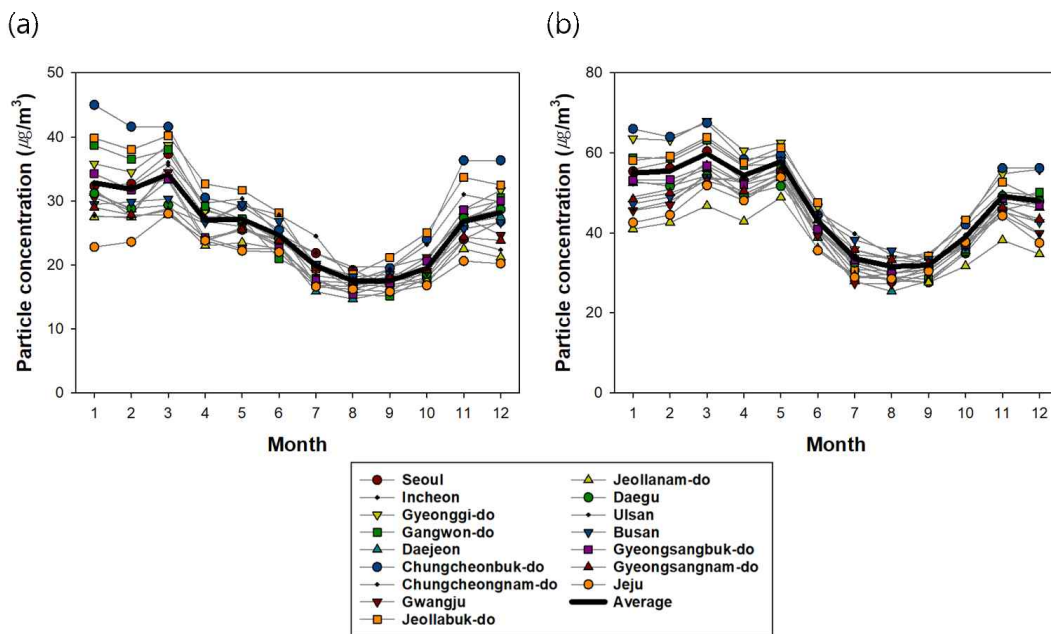 (a)
(b)
Particle concentration (㎍/m³)
50
40
30
20
10
0
1 2 3 4 5 6 7 8 9 10 11 12
Month
Particle concentration (㎍/m³)
80
60
40
20
0
1 2 3 4 5 6 7 8 9 10 11 12
Month
Seoul
Incheon
Gyeonggi-do
Gangwon-do
Daejeon
Chungcheonbuk-do
Chungcheongnam-do
Gwangju
Jeollabuk-do
Jeollanam-do
Daegu
Ulsan
Busan
Gyeongsangbuk-do
Gyeongsangnam-do
Jeju
Average